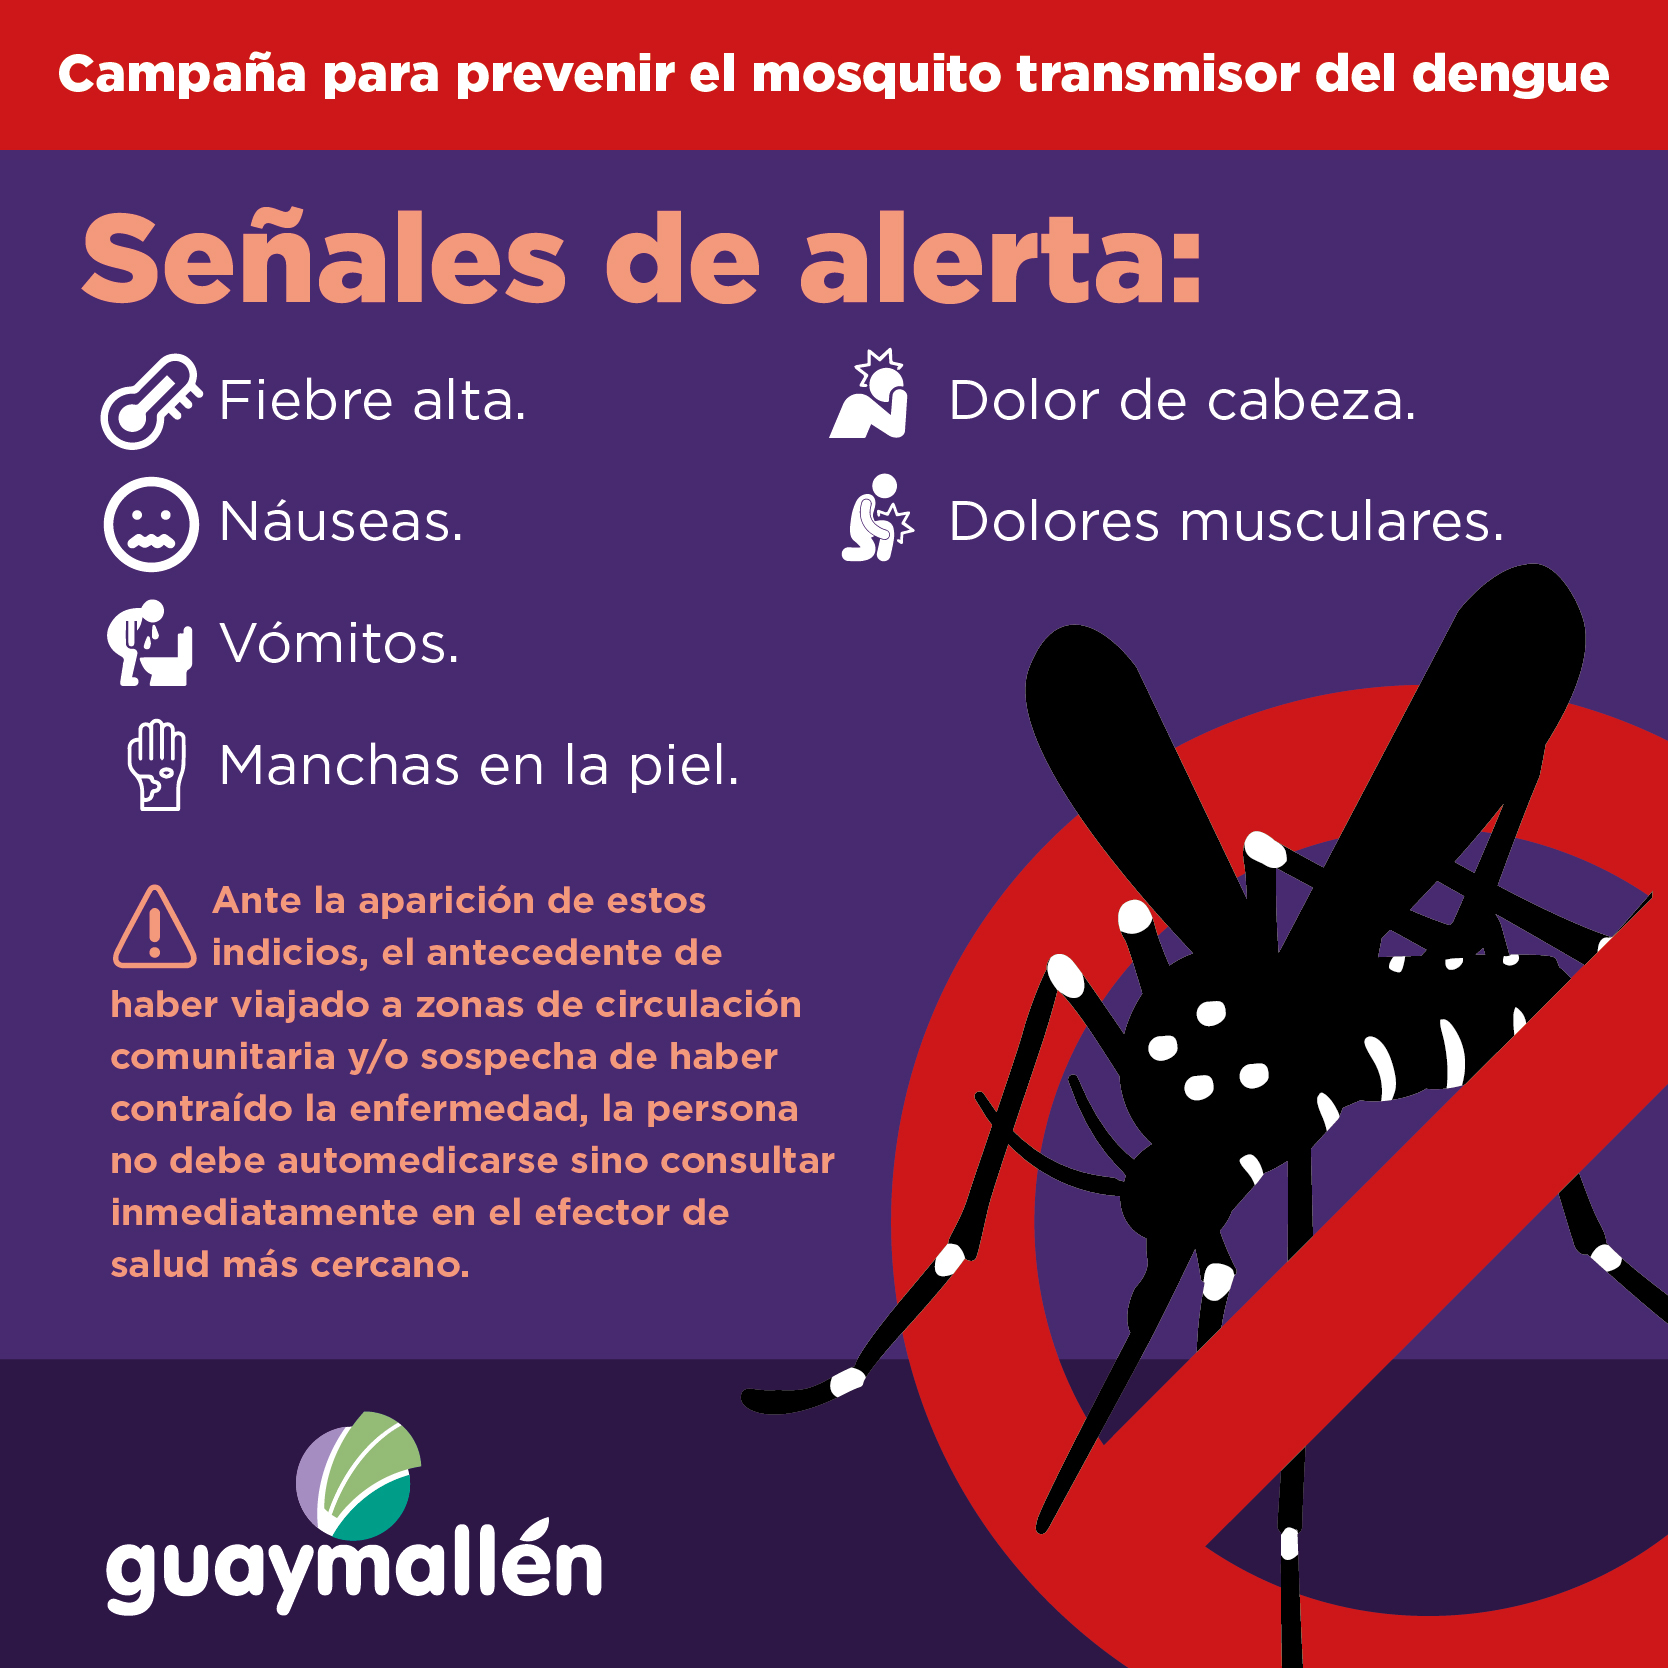 Campaña para prevenir el mosquito transmisor del dengue
Señales de alerta:
Fiebre alta.
Náuseas.
Vómitos.
Manchas en la piel.
Dolor de cabeza.
Dolores musculares.
Ante la aparición de estos
indicios, el antecedente de
haber viajado a zonas de circulación
comunitaria y/o sospecha de haber
contraído la enfermedad, la persona
no debe automedicarse sino consultar
inmediatamente en el efector de
salud más cercano.
guaymallén